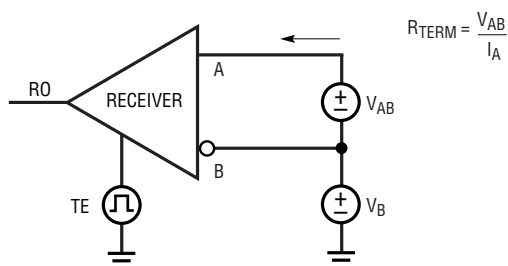 R_TERM = V_AB / I_A
A
RO
RECEIVER
+
−
V_AB
B
TE
+
−
V_B